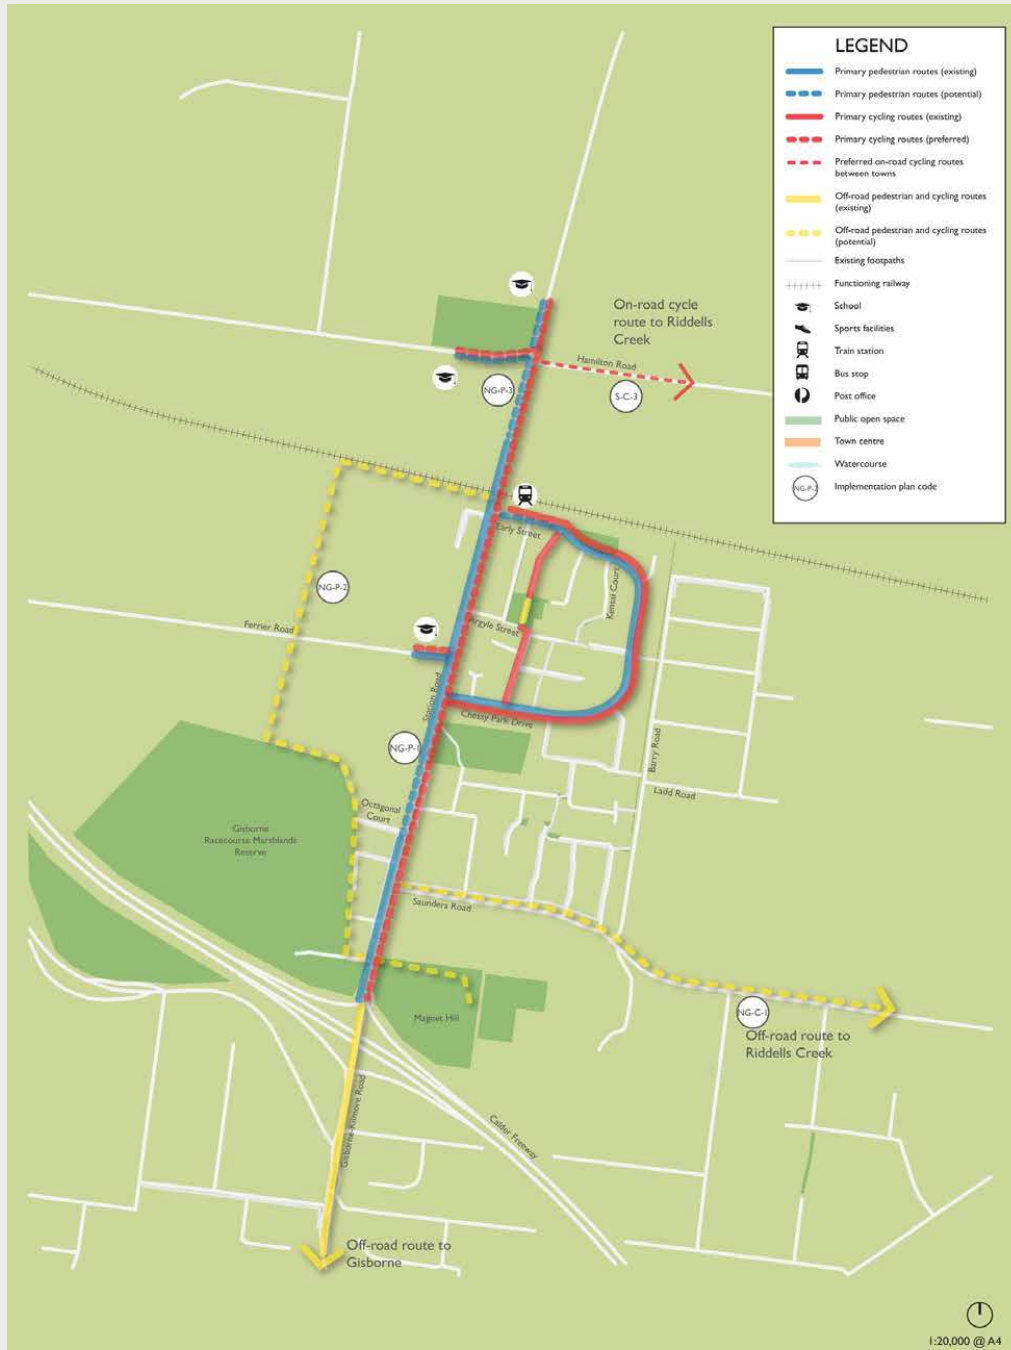 LEGEND
Primary pedestrian routes (existing)
Primary pedestrian routes (potential)
Primary cycling routes (existing)
Primary cycling routes (preferred)
Preferred on-road cycling routes
between towns
Off-road pedestrian and cycling routes
(existing)
Off-road pedestrian and cycling routes
(potential)
Existing footpaths
Functioning railway
School
Sports facilities
Train station
Bus stop
Post office
Public open space
Town centre
Watercourse
NG-P-2
Implementation plan code
On-road cycle
route to Riddells
Creek
Hamilton Road
NG-P-3
S-C-3
Early Street
Kensal Court
NG-P-2
Ferrier Road
Argyle Street
Station Road
Chessy Park Drive
NG-P-1
Barry Road
Ladd Road
Octagonal
Court
Gisborne
Racecourse Marshlands
Reserve
Saunders Road
NG-C-1
Magnet Hill
Off-road route to
Riddells Creek
Gisborne-Kilmore Road
Calder Freeway
Off-road route to
Gisborne
1:20,000 @ A4